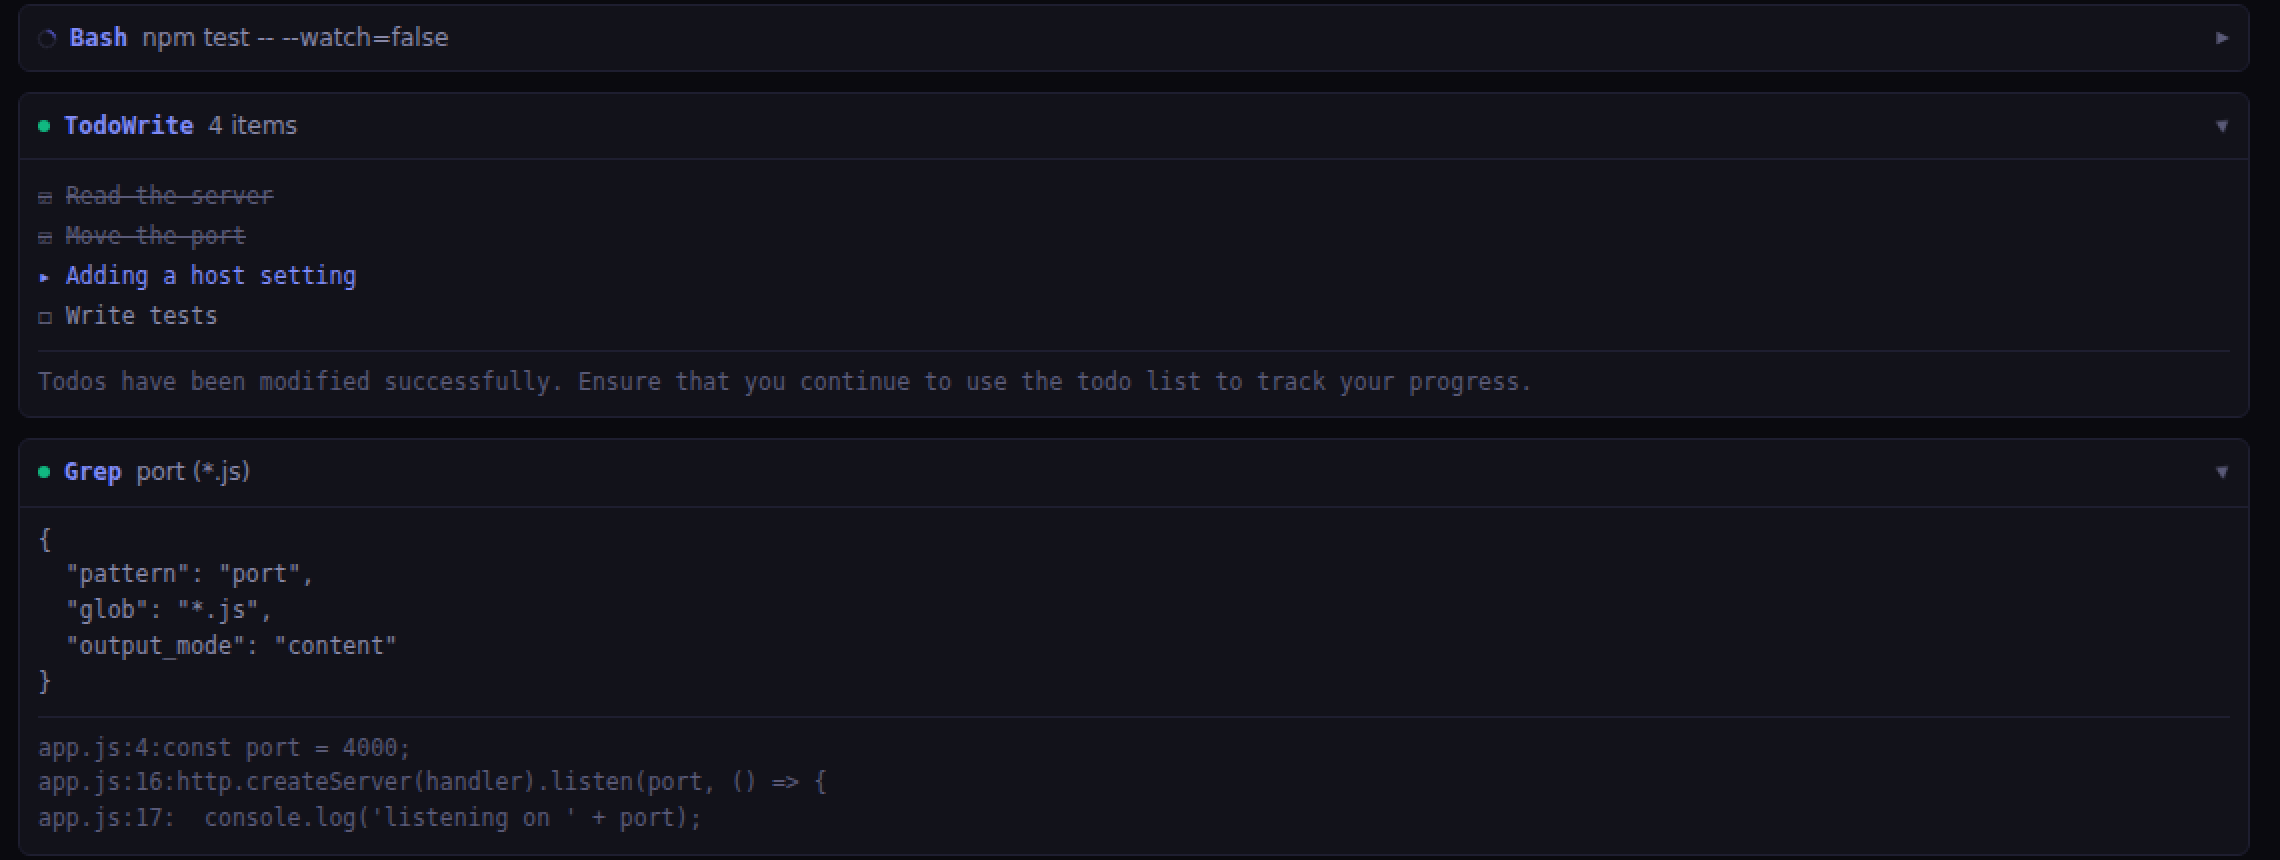 Bash npm test -- --watch=false ▶
TodoWrite 4 items ▼
☑ Read the server
☑ Move the port
▸ Adding a host setting
☐ Write tests
Todos have been modified successfully. Ensure that you continue to use the todo list to track your progress.
Grep port (*.js) ▼
{
  "pattern": "port",
  "glob": "*.js",
  "output_mode": "content"
}
app.js:4:const port = 4000;
app.js:16:http.createServer(handler).listen(port, () => {
app.js:17:  console.log('listening on ' + port);